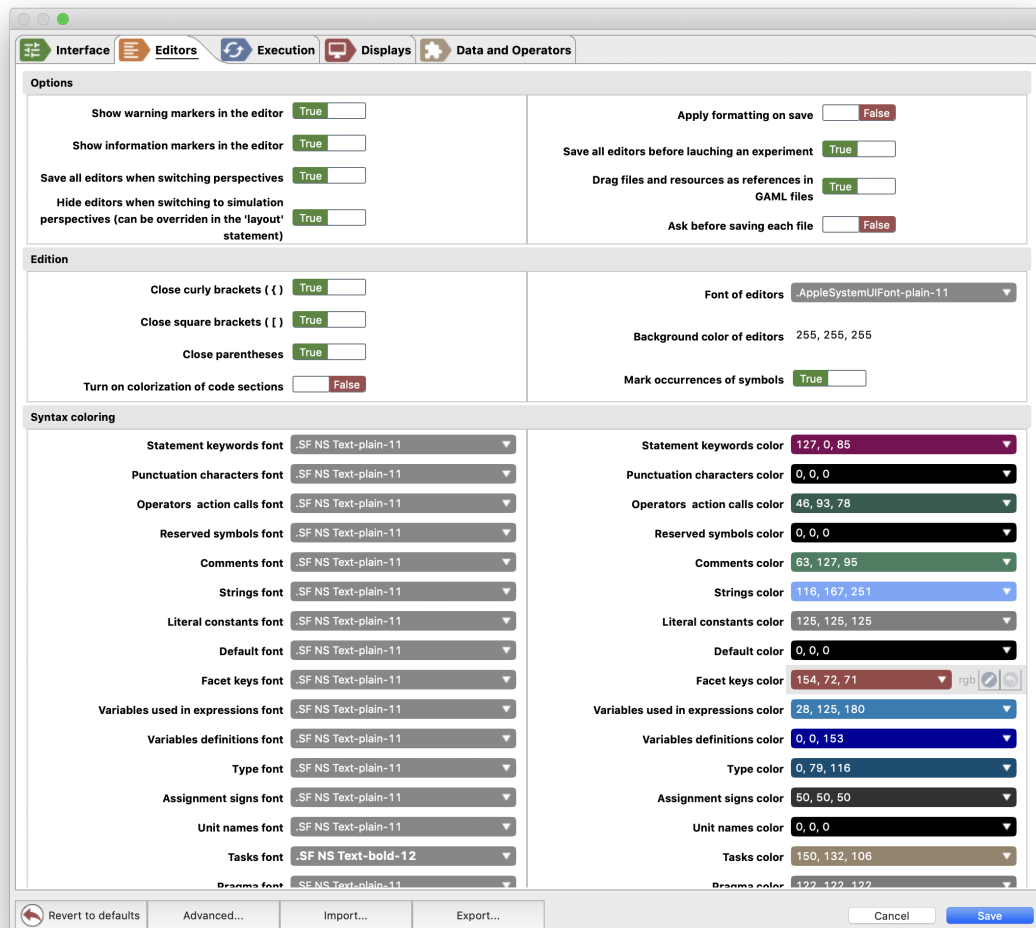 Interface Editors Execution Displays Data and Operators
Options
Show warning markers in the editor True
Show information markers in the editor True
Save all editors when switching perspectives True
Hide editors when switching to simulation
perspectives (can be overriden in the 'layout' True
statement)
Apply formatting on save False
Save all editors before lauching an experiment True
Drag files and resources as references in
GAML files True
Ask before saving each file False
Edition
Close curly brackets ( { ) True
Close square brackets ( [ ) True
Close parentheses True
Turn on colorization of code sections False
Font of editors .AppleSystemUIFont-plain-11
Background color of editors 255, 255, 255
Mark occurrences of symbols True
Syntax coloring
Statement keywords font .SF NS Text-plain-11
Punctuation characters font .SF NS Text-plain-11
Operators  action calls font .SF NS Text-plain-11
Reserved symbols font .SF NS Text-plain-11
Comments font .SF NS Text-plain-11
Strings font .SF NS Text-plain-11
Literal constants font .SF NS Text-plain-11
Default font .SF NS Text-plain-11
Facet keys font .SF NS Text-plain-11
Variables used in expressions font .SF NS Text-plain-11
Variables definitions font .SF NS Text-plain-11
Type font .SF NS Text-plain-11
Assignment signs font .SF NS Text-plain-11
Unit names font .SF NS Text-plain-11
Tasks font .SF NS Text-bold-12
Pragma font .SF NS Text-plain-11
Statement keywords color 127, 0, 85
Punctuation characters color 0, 0, 0
Operators  action calls color 46, 93, 78
Reserved symbols color 0, 0, 0
Comments color 63, 127, 95
Strings color 116, 167, 251
Literal constants color 125, 125, 125
Default color 0, 0, 0
Facet keys color 154, 72, 71 rgb
Variables used in expressions color 28, 125, 180
Variables definitions color 0, 0, 153
Type color 0, 79, 116
Assignment signs color 50, 50, 50
Unit names color 0, 0, 0
Tasks color 150, 132, 106
Pragma color 122, 122, 122
Revert to defaults Advanced... Import... Export... Cancel Save